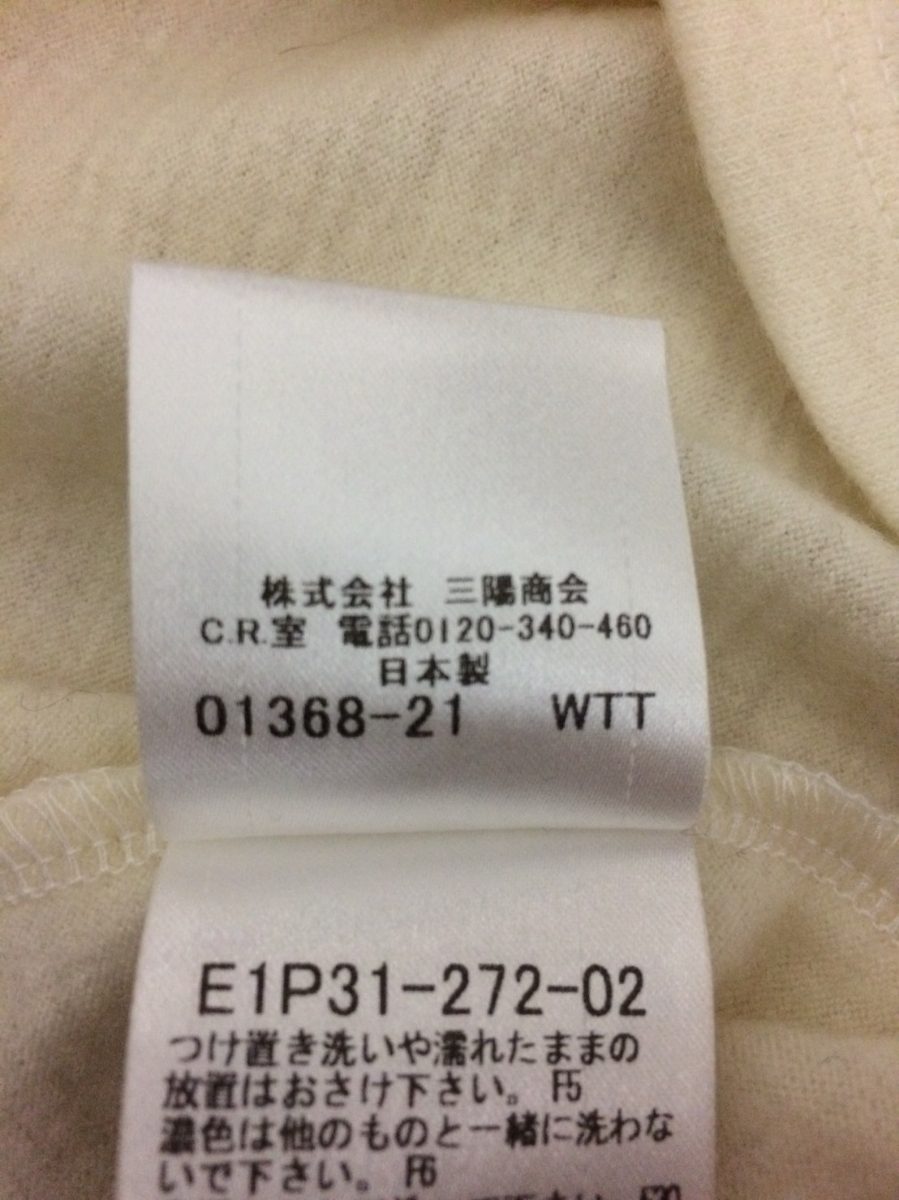 株式会社 三陽商会
C.R.室 電話0120-340-460
日本製
01368-21 WTT
E1P31-272-02
つけ置き洗いや濡れたままの
放置はおさけ下さい。 F5
濃色は他のものと一緒に洗わな
いで下さい。 F6